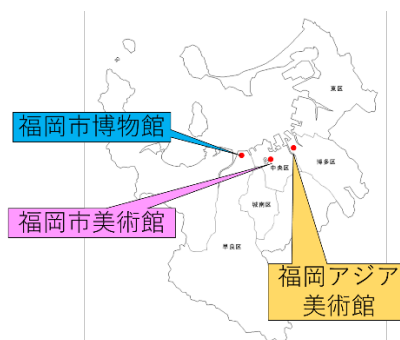 東区
福岡市博物館
博多区
中央区
福岡市美術館
城南区
早良区
福岡アジア
美術館